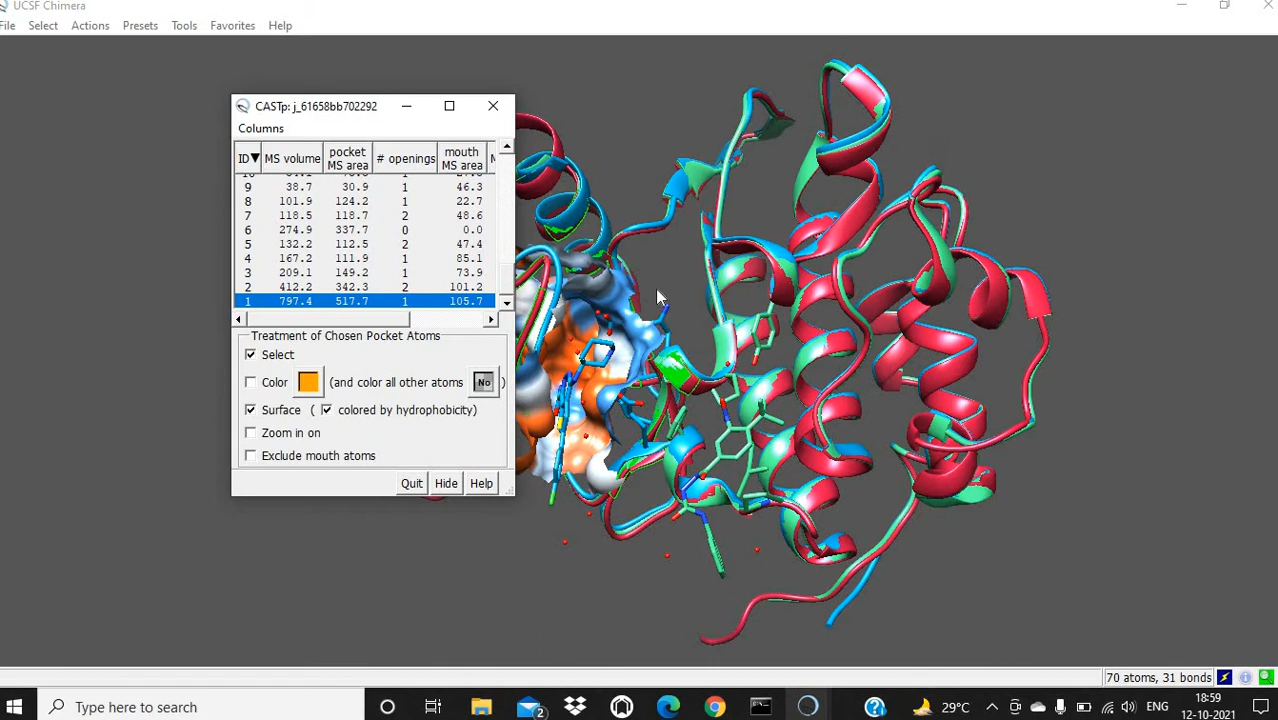 UCSF Chimera
File Select Actions Presets Tools Favorites Help
CASTp: j_61658bb702292
Columns
ID MS volume pocket MS area # openings mouth MS area
9 38.7 30.9 1 46.3
8 101.9 124.2 1 22.7
7 118.5 118.7 2 48.6
6 274.9 337.7 0 0.0
5 132.2 112.5 2 47.4
4 167.2 111.9 1 85.1
3 209.1 149.2 1 73.9
2 412.2 342.3 2 101.2
1 797.4 517.7 1 105.7
Treatment of Chosen Pocket Atoms
Select
Color (and color all other atoms No )
Surface ( colored by hydrophobicity)
Zoom in on
Exclude mouth atoms
Quit Hide Help
70 atoms, 31 bonds
Type here to search
2
29°C
ENG
18:59
12-10-2021